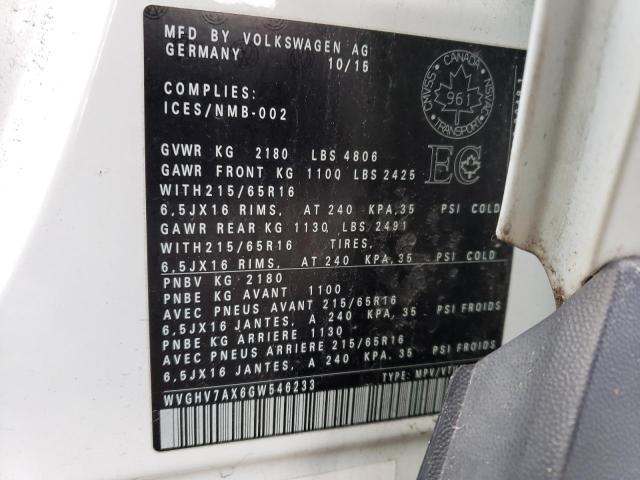 MFD BY VOLKSWAGEN AG
GERMANY 10/15
COMPLIES:
ICES/NMB-002
CANADA
961
TRANSPORT
EC
GVWR KG 2180 LBS 4806
GAWR FRONT KG 1100 LBS 2425
WITH215/65R16
6,5JX16 RIMS, AT 240 KPA,35 PSI COLD
GAWR REAR KG 1130 LBS 2491
WITH215/65R16 TIRES,
6,5JX16 RIMS, AT 240 KPA,35 PSI COLD
PNBV KG 2180
PNBE KG AVANT 1100
AVEC PNEUS AVANT 215/65R16
6,5JX16 JANTES, A 240 KPA, 35 PSI FROIDS
PNBE KG ARRIERE 1130
AVEC PNEUS ARRIERE 215/65R16
6,5JX16 JANTES, A 240 KPA, 35 PSI FROIDS
WVGHV7AX6GW546233 TYPE: MPV/VT